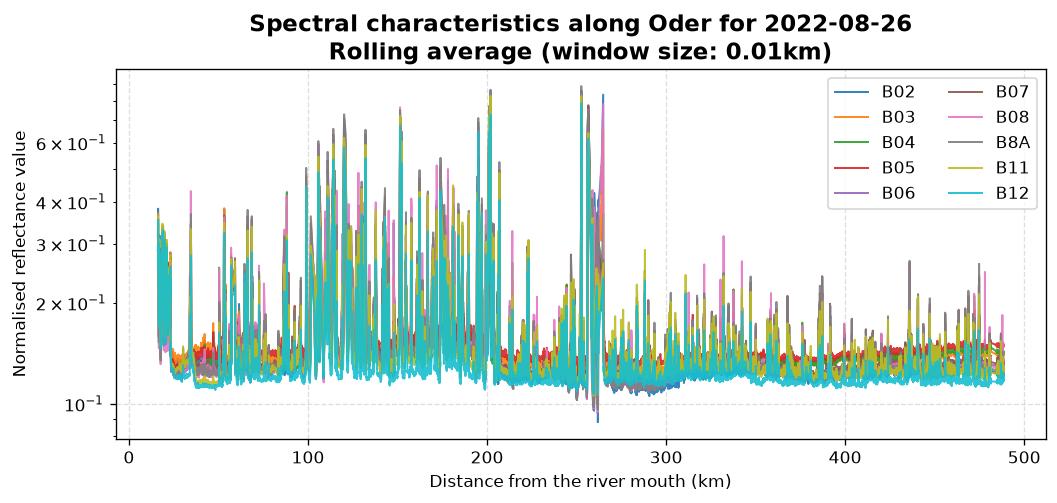 Spectral characteristics along Oder for 2022-08-26
Rolling average (window size: 0.01km)
Normalised reflectance value
6 × 10⁻¹
4 × 10⁻¹
3 × 10⁻¹
2 × 10⁻¹
10⁻¹
B02
B03
B04
B05
B06
B07
B08
B8A
B11
B12
0
100
200
300
400
500
Distance from the river mouth (km)